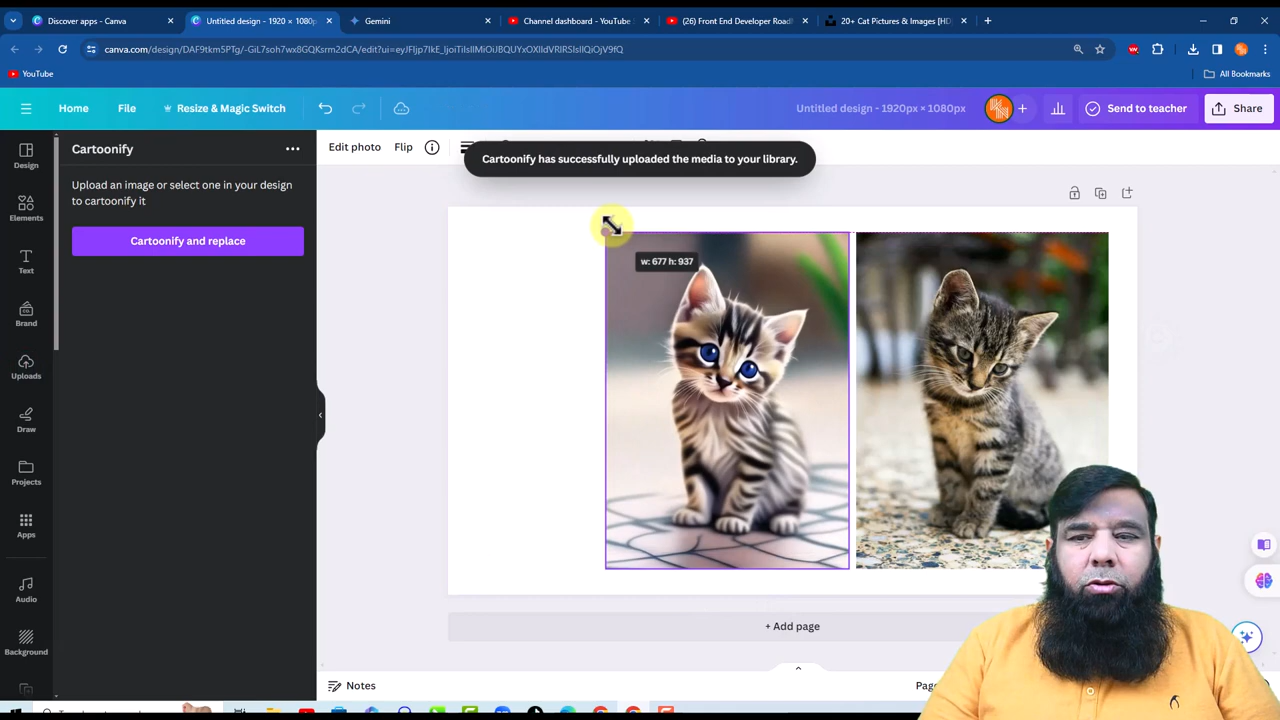 Discover apps - Canva
Untitled design - 1920 × 1080p
Gemini
Channel dashboard - YouTube S
(26) Front End Developer Road
20+ Cat Pictures & Images [HD
canva.com/design/DAF9tkm5PTg/-GiL7soh7wx8GQKsrm2dCA/edit?ui=
YouTube
All Bookmarks
Home
File
Resize & Magic Switch
Untitled design - 1920px × 1080px
Send to teacher
Share
Design
Elements
Text
Brand
Uploads
Draw
Projects
Apps
Audio
Background
Cartoonify
Upload an image or select one in your design
to cartoonify it
Cartoonify and replace
Edit photo
Flip
Cartoonify has successfully uploaded the media to your library.
w: 677 h: 937
+ Add page
Notes